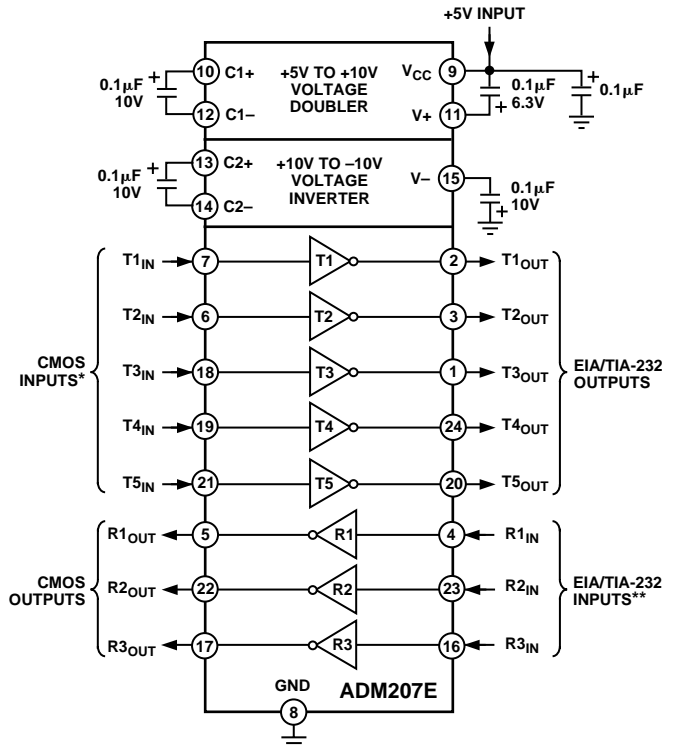 +5V INPUT
0.1µF
10V
10 C1+
12 C1–
+5V TO +10V
VOLTAGE
DOUBLER
VCC 9
V+ 11
0.1µF
6.3V
0.1µF
0.1µF
10V
13 C2+
14 C2–
+10V TO –10V
VOLTAGE
INVERTER
V– 15
0.1µF
10V
CMOS
INPUTS*
T1IN 7 T1 2 T1OUT
T2IN 6 T2 3 T2OUT
T3IN 18 T3 1 T3OUT
T4IN 19 T4 24 T4OUT
T5IN 21 T5 20 T5OUT
EIA/TIA-232
OUTPUTS
CMOS
OUTPUTS
R1OUT 5 R1 4 R1IN
R2OUT 22 R2 23 R2IN
R3OUT 17 R3 16 R3IN
EIA/TIA-232
INPUTS**
GND
8
ADM207E